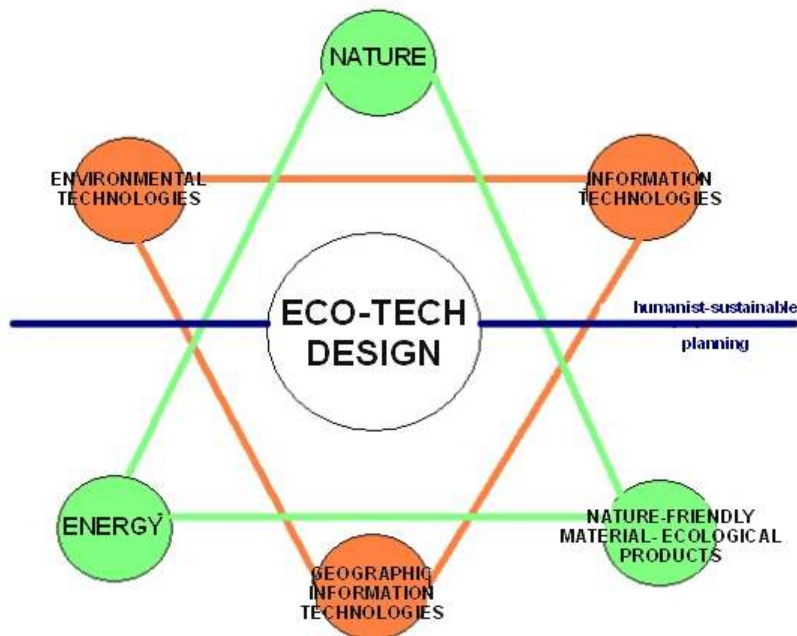 NATURE
ENVIRONMENTAL
TECHNOLOGIES
INFORMATION
TECHNOLOGIES
ECO-TECH
DESIGN
humanist-sustainable
planning
ENERGY
NATURE-FRIENDLY
MATERIAL-ECOLOGICAL
PRODUCTS
GEOGRAPHIC
INFORMATION
TECHNOLOGIES